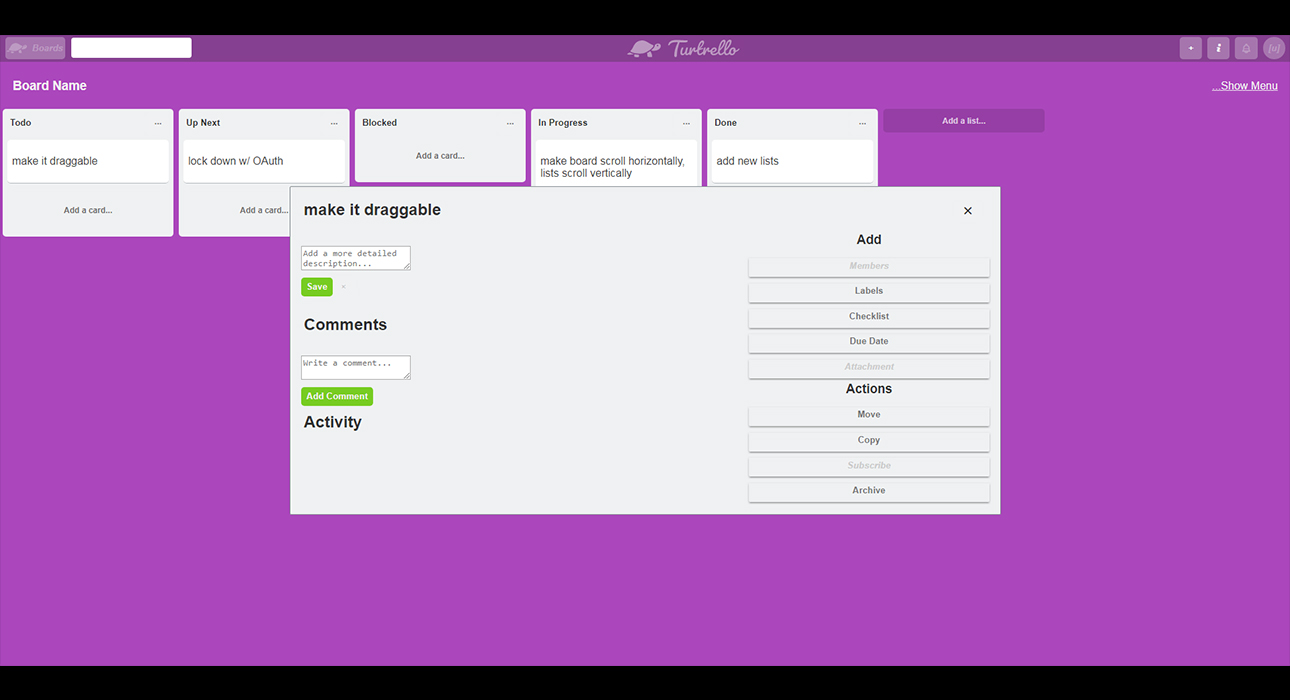 Boards
Turtrello
+
i
[u]
Board Name
...Show Menu
Todo
...
Up Next
...
Blocked
...
In Progress
...
Done
...
Add a list...
make it draggable
lock down w/ OAuth
Add a card...
make board scroll horizontally,
lists scroll vertically
add new lists
Add a card...
Add a card...
make it draggable
×
Add a more detailed
description...
Save
×
Comments
Write a comment...
Add Comment
Activity
Add
Members
Labels
Checklist
Due Date
Attachment
Actions
Move
Copy
Subscribe
Archive